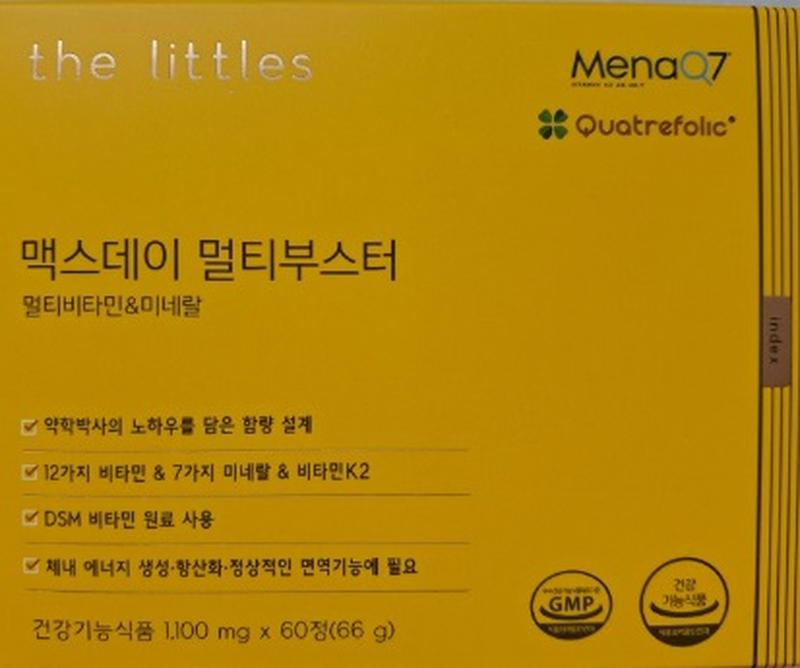 the littles
MenaQ7
Quatrefolic
맥스데이 멀티부스터
멀티비타민&미네랄
index
약학박사의 노하우를 담은 함량 설계
12가지 비타민 & 7가지 미네랄 & 비타민K2
DSM 비타민 원료 사용
체내 에너지 생성·항산화·정상적인 면역기능에 필요
GMP
건강
기능식품
건강기능식품 1,100 mg x 60정(66 g)